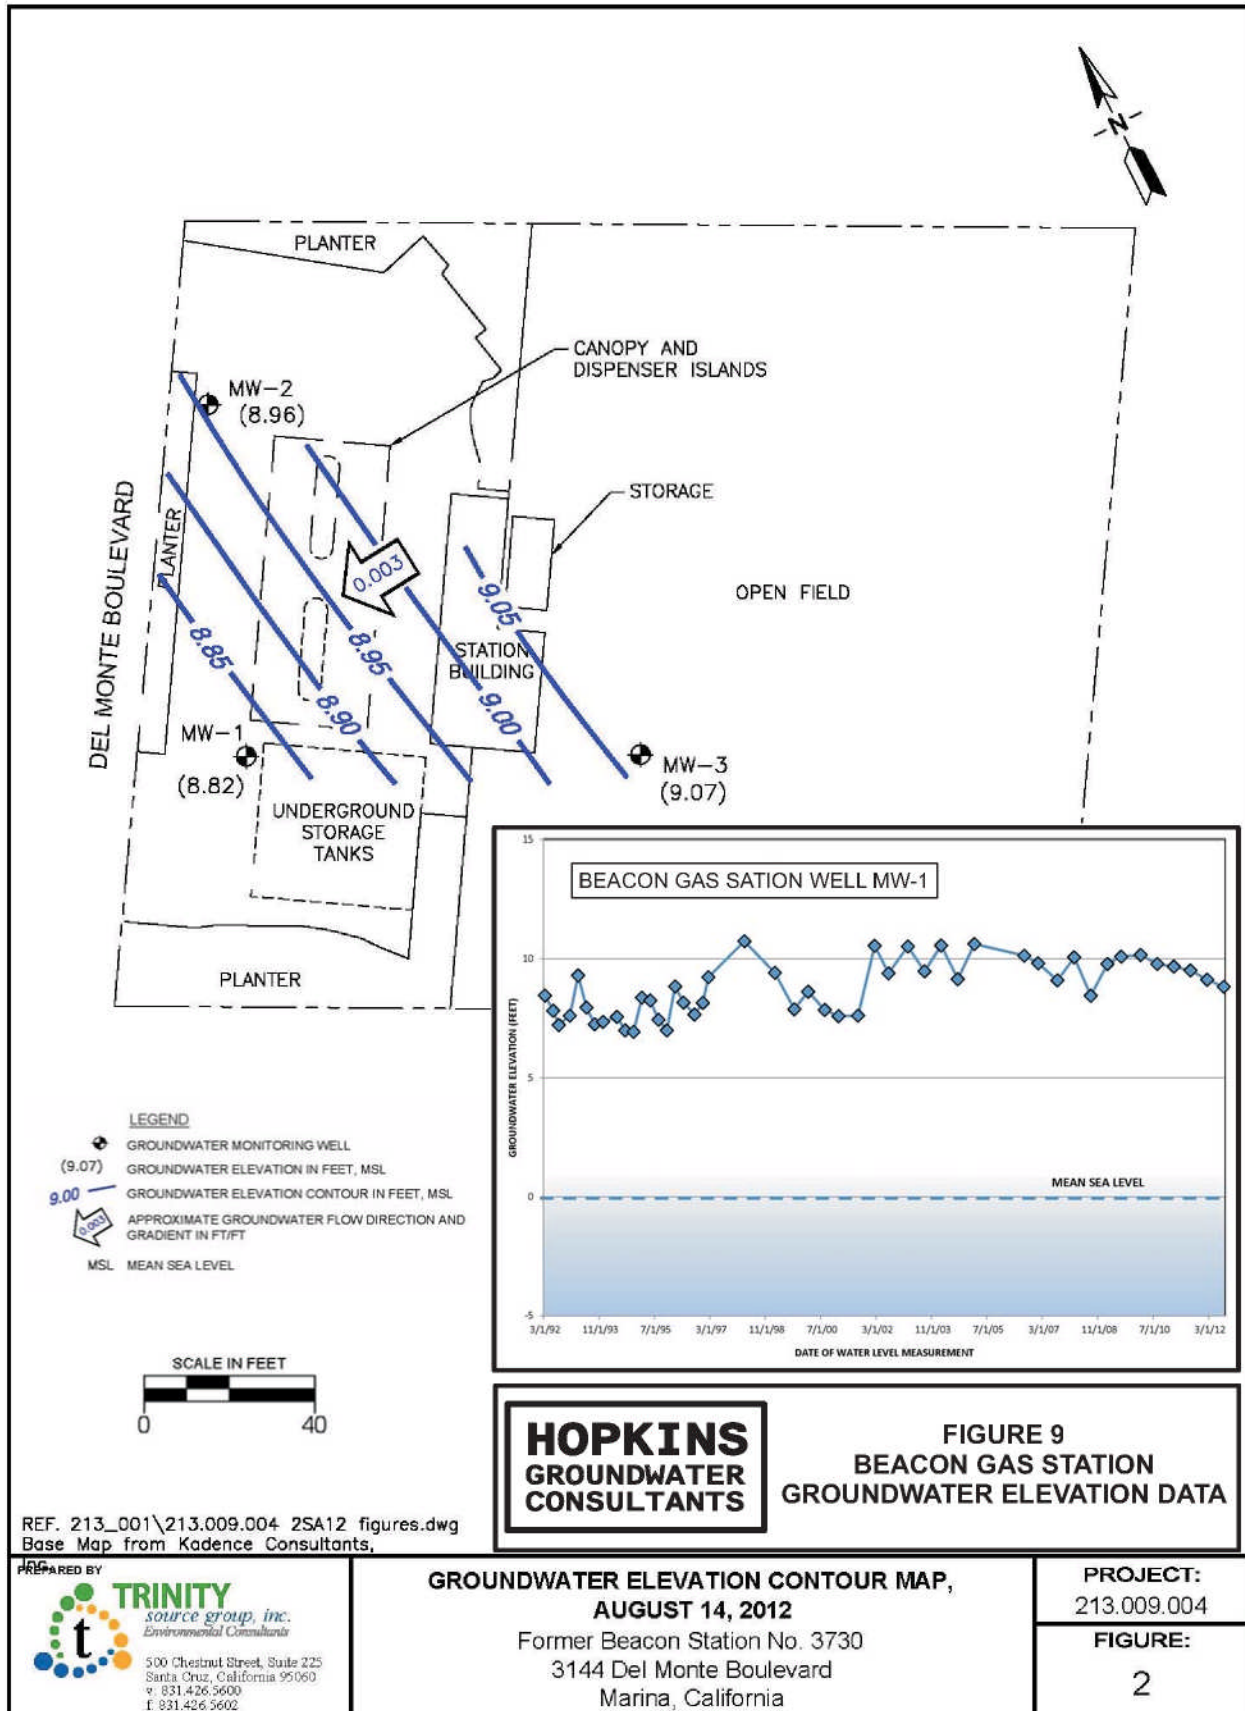 N
PLANTER
CANOPY AND
DISPENSER ISLANDS
MW-2
(8.96)
STORAGE
DEL MONTE BOULEVARD
PLANTER
0.003
9.05
OPEN FIELD
8.85
8.95
STATION
BUILDING
8.90
9.00
MW-1
(8.82)
MW-3
(9.07)
UNDERGROUND
STORAGE
TANKS
PLANTER
BEACON GAS SATION WELL MW-1
GROUNDWATER ELEVATION (FEET)
15
10
5
0
-5
MEAN SEA LEVEL
3/1/92 11/1/93 7/1/95 3/1/97 11/1/98 7/1/00 3/1/02 11/1/03 7/1/05 3/1/07 11/1/08 7/1/10 3/1/12
DATE OF WATER LEVEL MEASUREMENT
LEGEND
GROUNDWATER MONITORING WELL
(9.07) GROUNDWATER ELEVATION IN FEET, MSL
9.00 GROUNDWATER ELEVATION CONTOUR IN FEET, MSL
0.003 APPROXIMATE GROUNDWATER FLOW DIRECTION AND
GRADIENT IN FT/FT
MSL MEAN SEA LEVEL
SCALE IN FEET
0 40
HOPKINS
GROUNDWATER
CONSULTANTS
FIGURE 9
BEACON GAS STATION
GROUNDWATER ELEVATION DATA
REF. 213_001\213.009.004 2SA12 figures.dwg
Base Map from Kadence Consultants,
Inc.
PREPARED BY
t
TRINITY
source group, inc.
Environmental Consultants
500 Chestnut Street, Suite 225
Santa Cruz, California 95060
v: 831.426.5600
f: 831.426.5602
GROUNDWATER ELEVATION CONTOUR MAP,
AUGUST 14, 2012
Former Beacon Station No. 3730
3144 Del Monte Boulevard
Marina, California
PROJECT:
213.009.004
FIGURE:
2